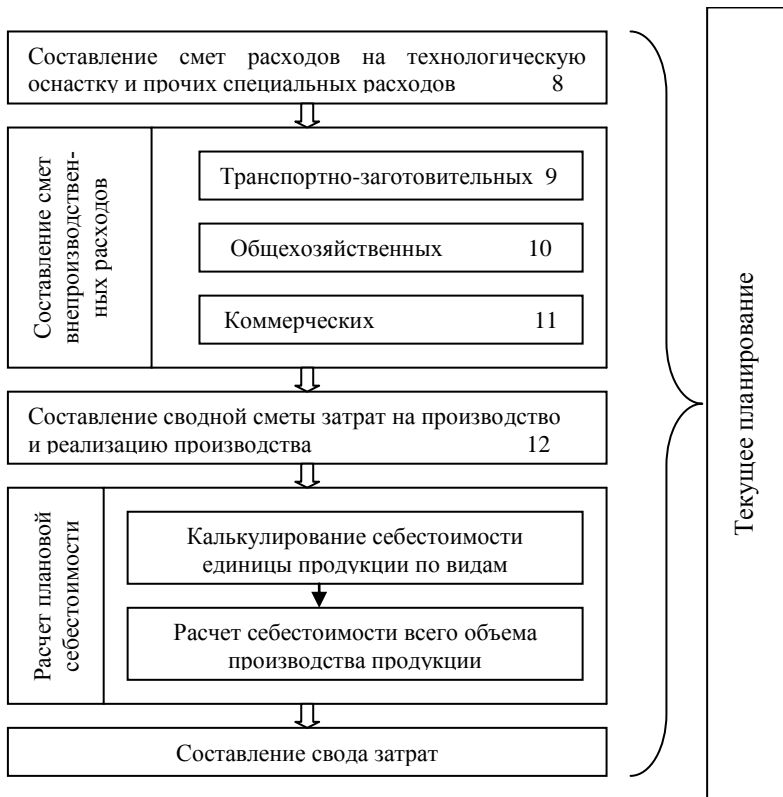 Составление смет расходов на технологическую
оснастку и прочих специальных расходов 8
Составление смет
внепроизводствен-
ных расходов
Транспортно-заготовительных 9
Общехозяйственных 10
Коммерческих 11
Составление сводной сметы затрат на производство
и реализацию производства 12
Расчет плановой
себестоимости
Калькулирование себестоимости
единицы продукции по видам
Расчет себестоимости всего объема
производства продукции
Составление свода затрат
Текущее планирование